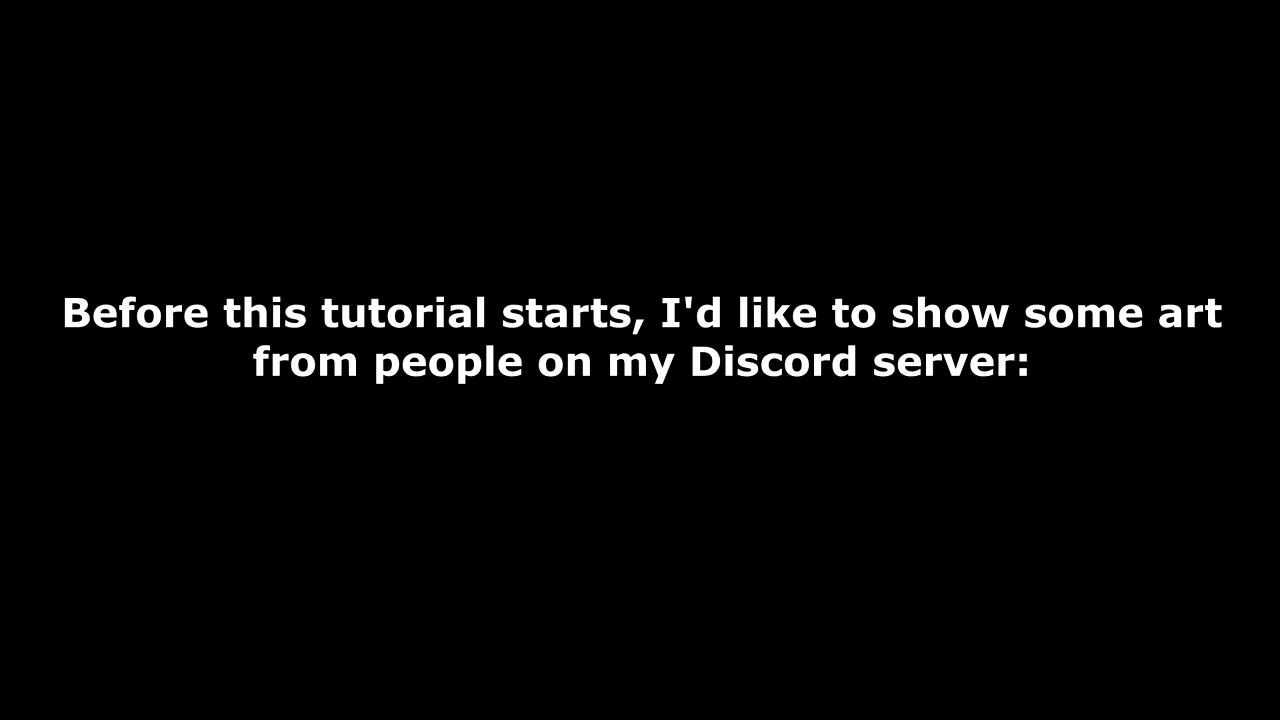 Before this tutorial starts, I'd like to show some art
from people on my Discord server: